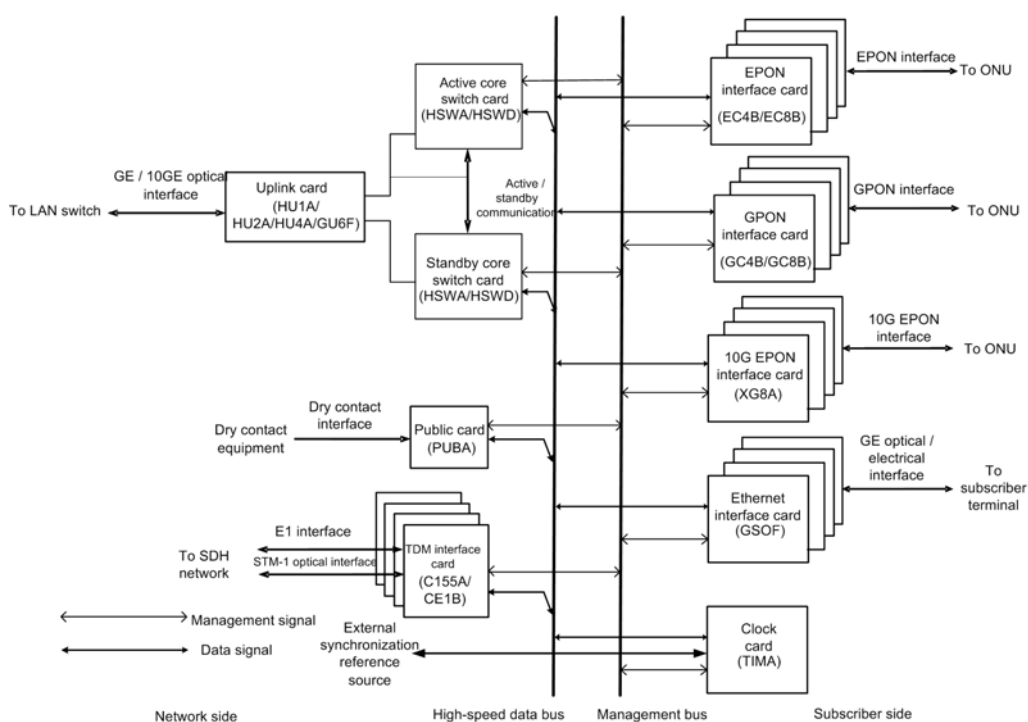 Active core
switch card
(HSWA/HSWD)
EPON
interface card
(EC4B/EC8B)
EPON interface
To ONU
GE / 10GE optical
interface
To LAN switch
Uplink card
(HU1A/
HU2A/HU4A/GU6F)
Active /
standby
communication
GPON
interface card
(GC4B/GC8B)
GPON interface
To ONU
Standby core
switch card
(HSWA/HSWD)
10G EPON
interface card
(XG8A)
10G EPON
interface
To ONU
Dry contact
interface
Dry contact
equipment
Public card
(PUBA)
Ethernet
interface card
(GSOF)
GE optical /
electrical
interface
To
subscriber
terminal
E1 interface
To SDH
network
STM-1 optical interface
TDM interface
card
(C155A/
CE1B)
Management signal
Data signal
External
synchronization
reference
source
Clock
card
(TIMA)
Network side
High-speed data bus
Management bus
Subscriber side